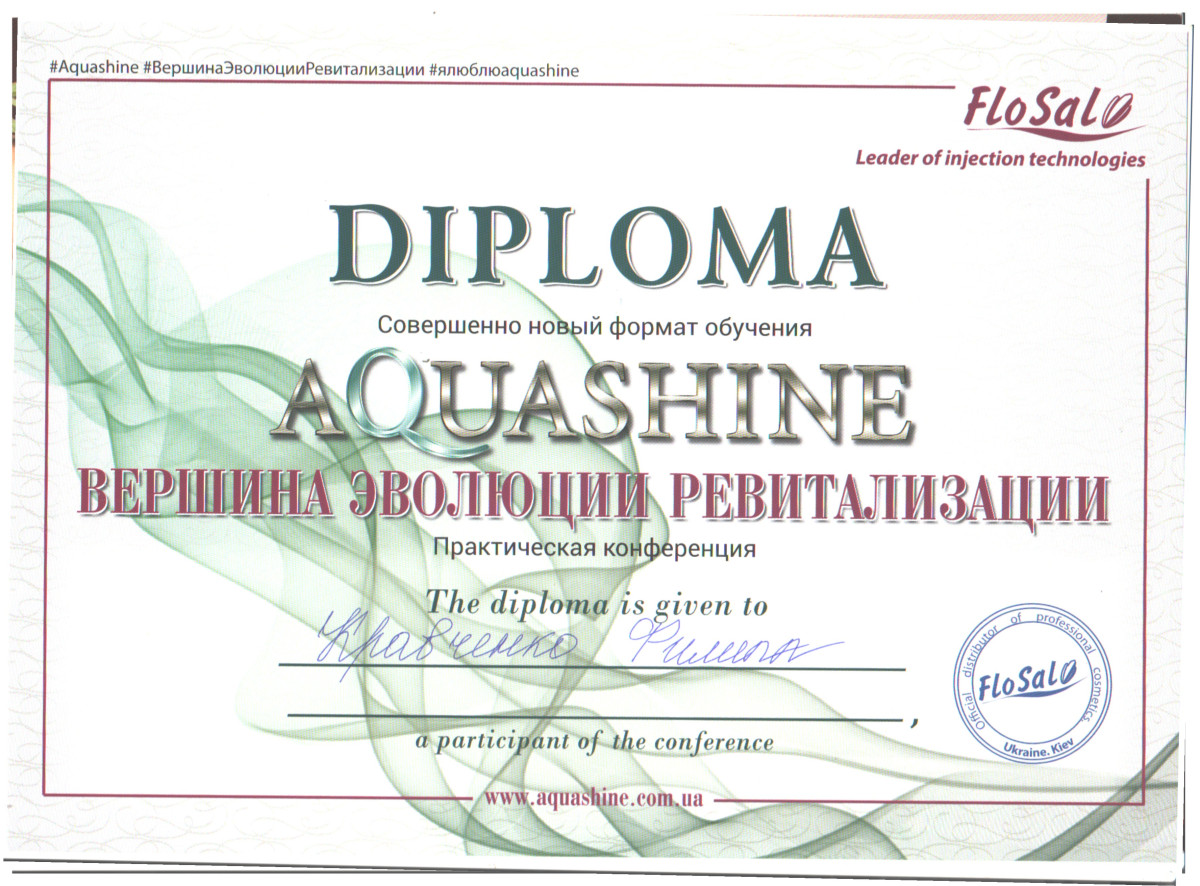 #Aquashine #ВершинаЭволюцииРевитализации #ялюблюaquashine
FloSal
Leader of injection technologies
DIPLOMA
Совершенно новый формат обучения
AQUASHINE
ВЕРШИНА ЭВОЛЮЦИИ РЕВИТАЛИЗАЦИИ
Практическая конференция
The diploma is given to
Кравченко
,
a participant of the conference
Official distributor of professional cosmetics.
FloSal
Ukraine. Kiev
www.aquashine.com.ua